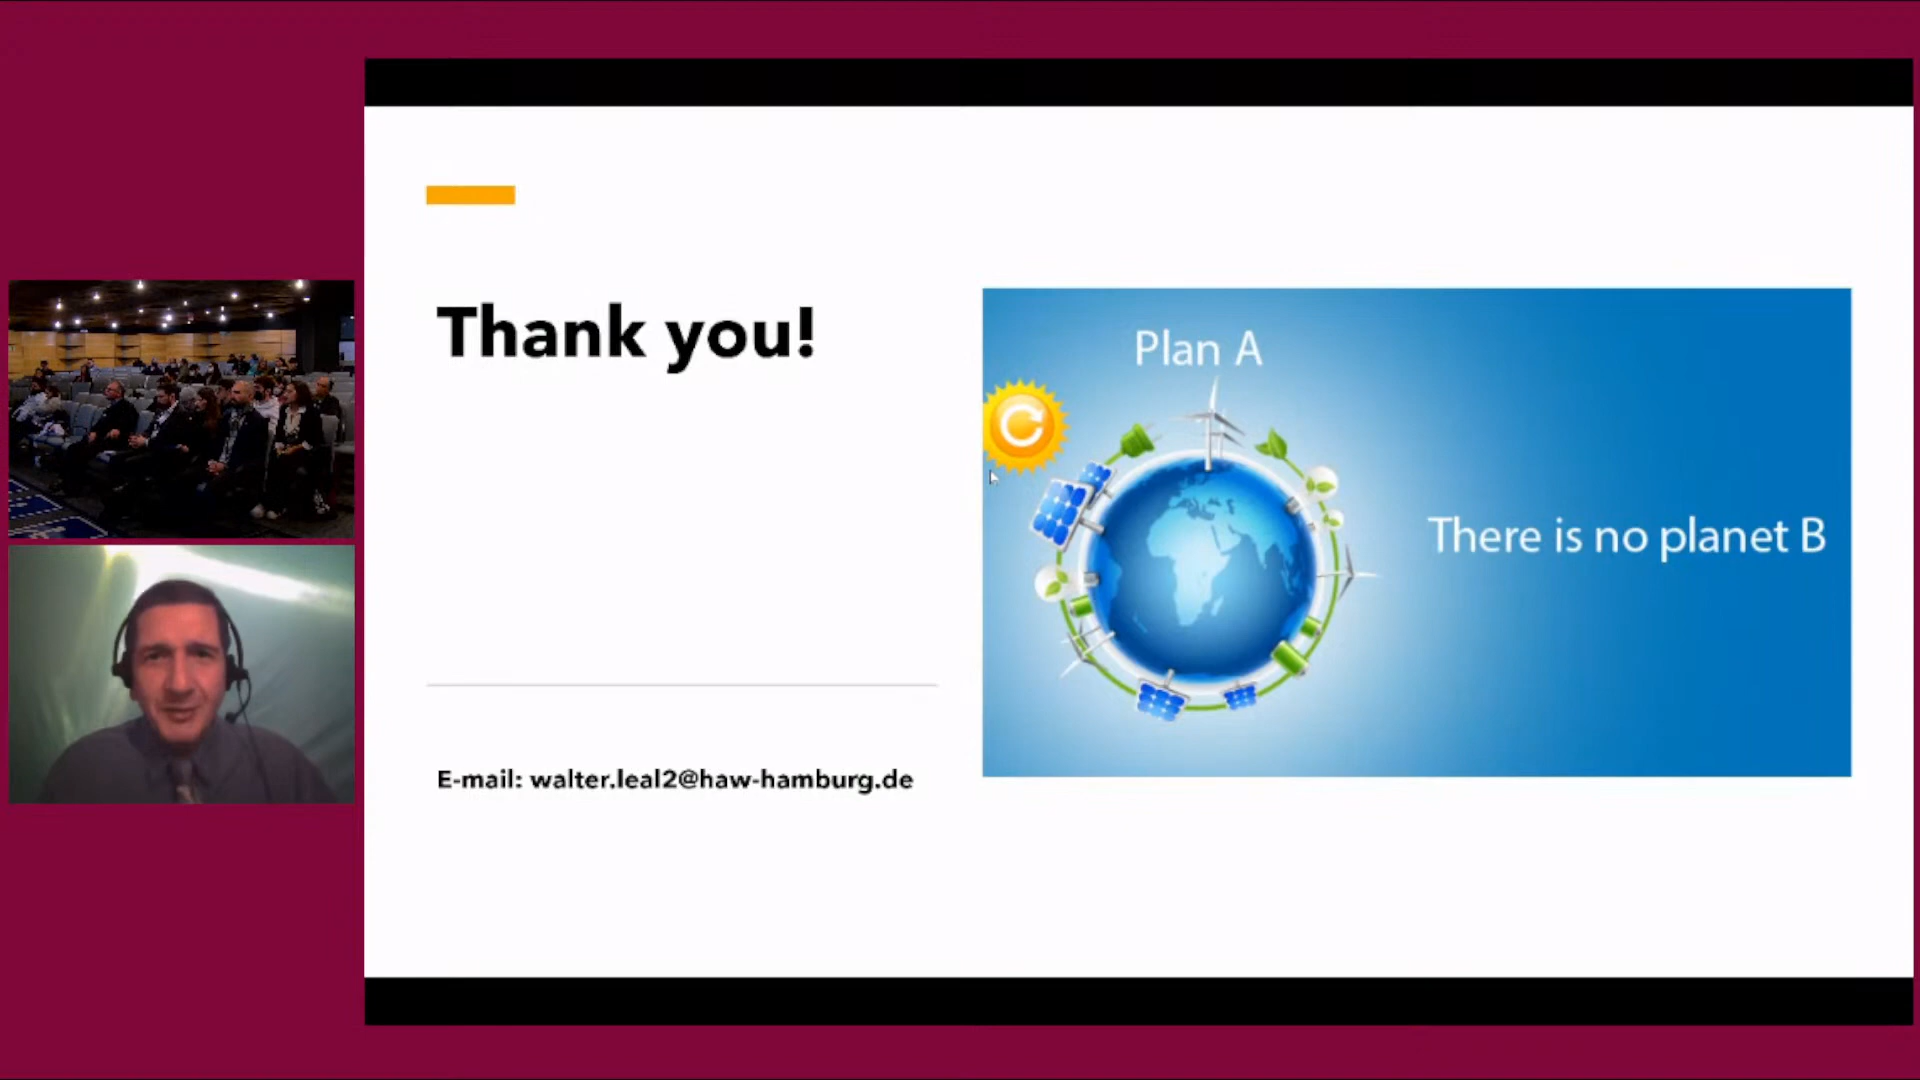 Thank you!
Plan A
There is no planet B
E-mail: walter.leal2@haw-hamburg.de